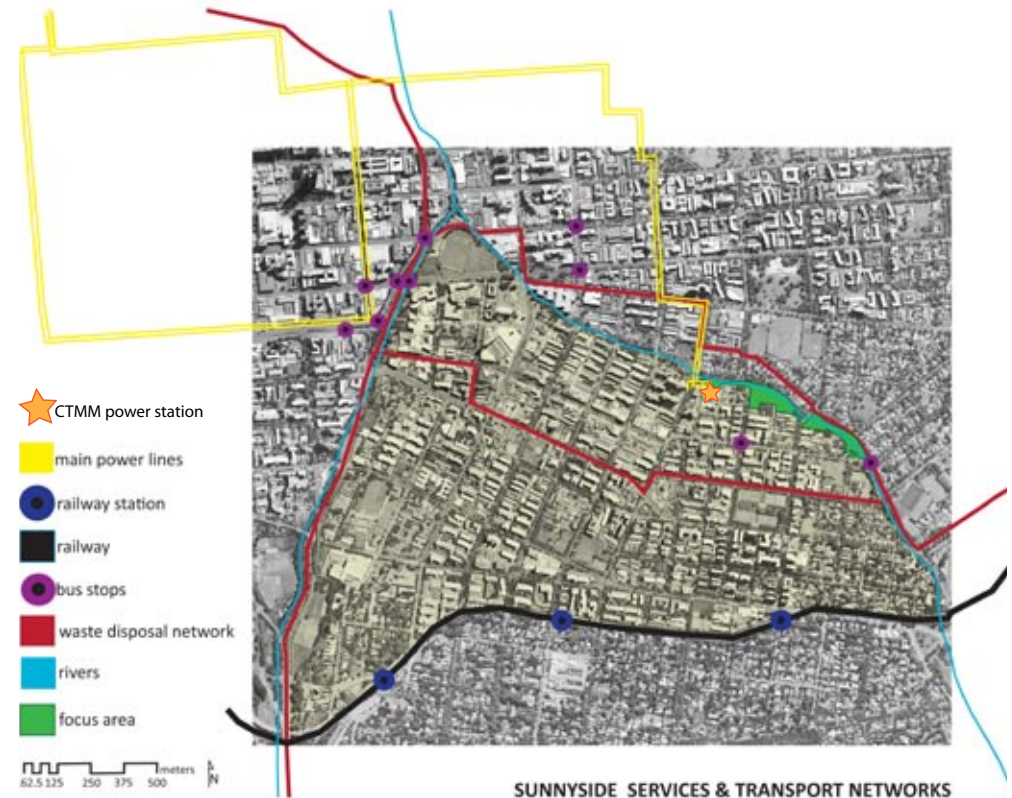 CTMM power station
main power lines
railway station
railway
bus stops
waste disposal network
rivers
focus area
meters
62.5 125 250 375 500
N
SUNNYSIDE SERVICES & TRANSPORT NETWORKS